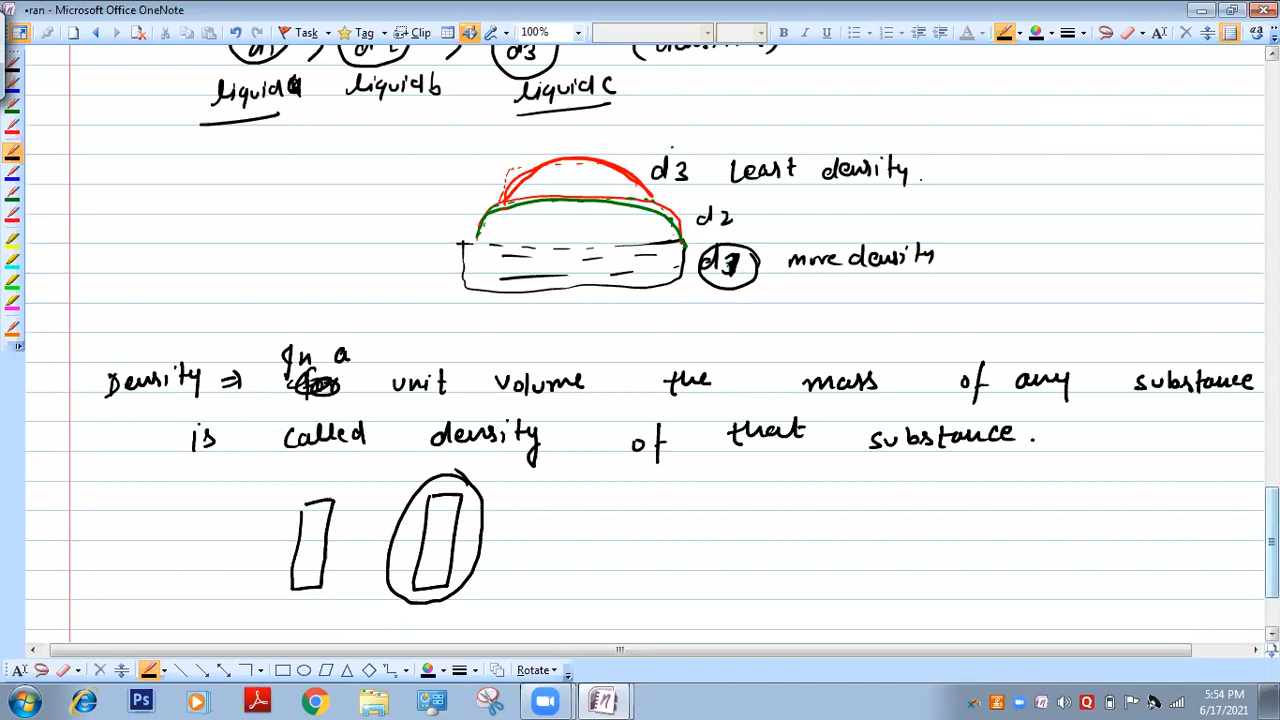 •ran - Microsoft Office OneNote
Task
Tag
Clip
100%
B I U
d2 d3
liquid liquid b liquid C
d3 Least density.
d2
d1 more density
In a
Density ⇒ unit volume the mass of any substance
is called density of that substance.
Rotate
5:54 PM
6/17/2021